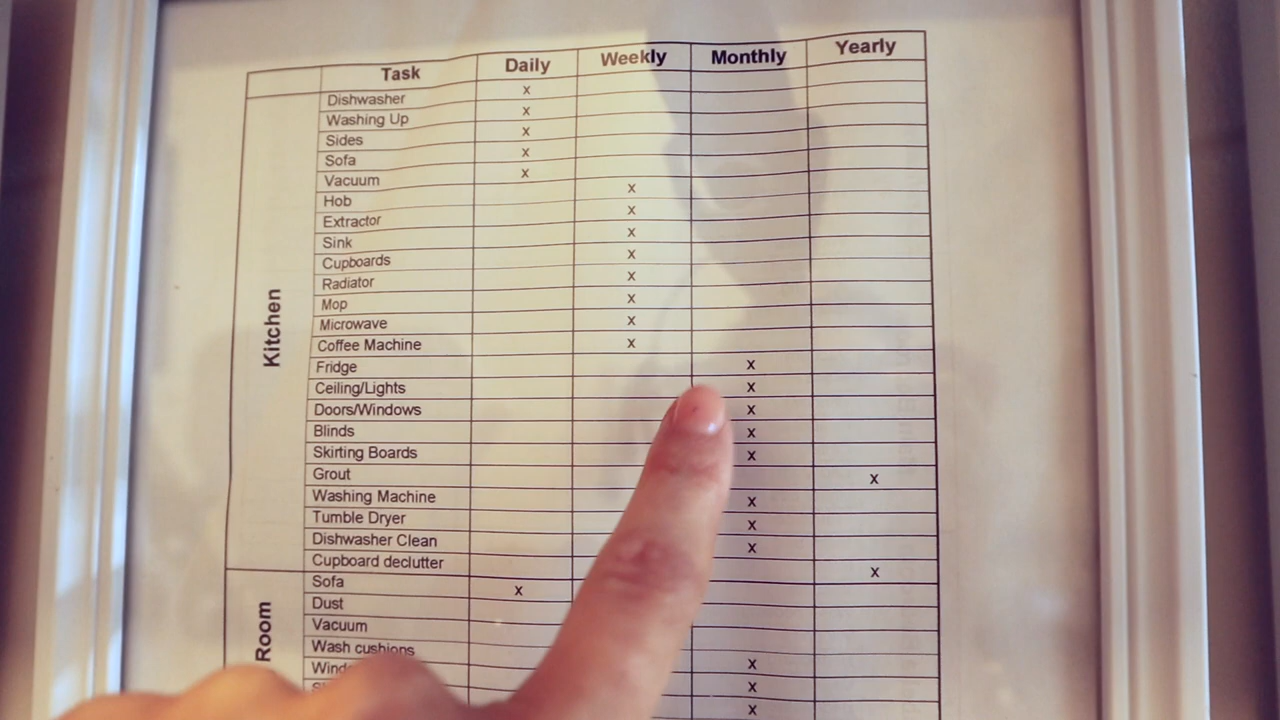 Task Daily Weekly Monthly Yearly
Kitchen
Dishwasher x
Washing Up x
Sides x
Sofa x
Vacuum x
Hob x
Extractor x
Sink x
Cupboards x
Radiator x
Mop x
Microwave x
Coffee Machine x
Fridge x
Ceiling/Lights x
Doors/Windows x
Blinds x
Skirting Boards x
Grout x
Washing Machine x
Tumble Dryer x
Dishwasher Clean x
Cupboard declutter x
Room
Sofa x
Dust
Vacuum
Wash cushions x
x
x